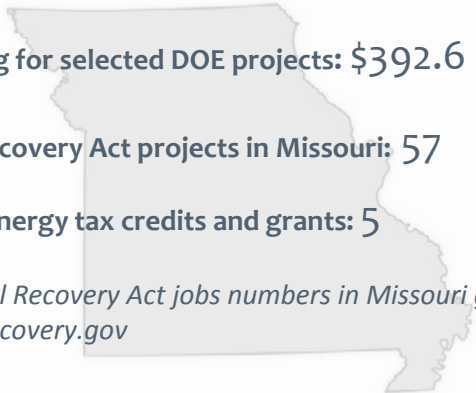 g for selected DOE projects: $392.6
covery Act projects in Missouri: 57
nergy tax credits and grants: 5
l Recovery Act jobs numbers in Missouri
covery.gov